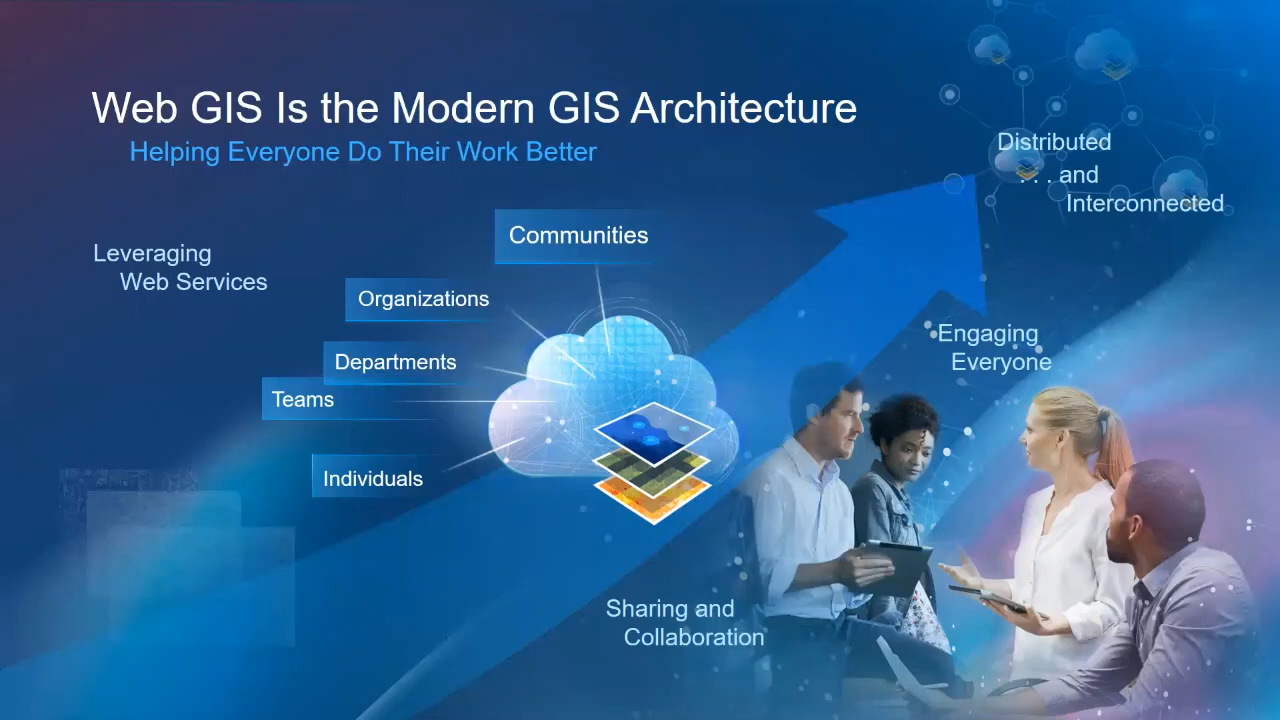 Web GIS Is the Modern GIS Architecture
Helping Everyone Do Their Work Better
Distributed
. . . and
Interconnected
Leveraging
Web Services
Communities
Organizations
Departments
Teams
Individuals
Engaging
Everyone
Sharing and
Collaboration